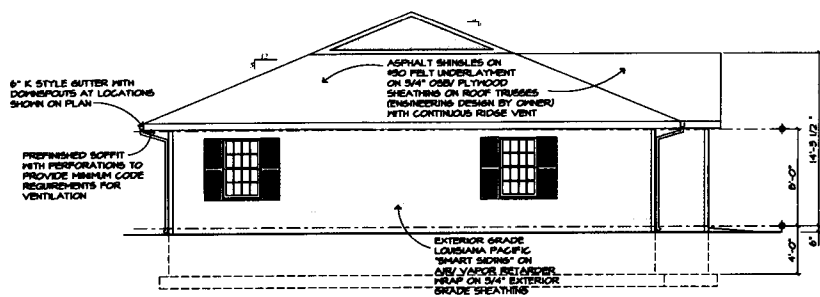 12
ASPHALT SHINGLES ON
#30 FELT UNDERLAYMENT
ON 3/4" OSB/ PLYWOOD
SHEATHING ON ROOF TRUSSES
(ENGINEERING DESIGN BY OWNER)
WITH CONTINUOUS RIDGE VENT
6" K STYLE GUTTER WITH
DOWNSPOUTS AT LOCATIONS
SHOWN ON PLAN
PREFINISHED SOFFIT
WITH PERFORATIONS TO
PROVIDE MINIMUM CODE
REQUIREMENTS FOR
VENTILATION
EXTERIOR GRADE
LOUISIANA PACIFIC
"SMART SIDING" ON
AIR/ VAPOR RETARDER
WRAP ON 3/4" EXTERIOR
GRADE SHEATHING
8'-0"
14'-5 1/2"
6"
4'-0"